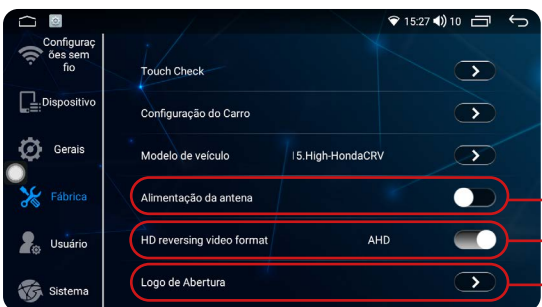 15:27 10
Configuraç
ões sem
fio
Dispositivo
Gerais
Fábrica
Usuário
Sistema
Touch Check
Configuração do Carro
Modelo de veículo 15.High-HondaCRV
Alimentação da antena
HD reversing video format AHD
Logo de Abertura